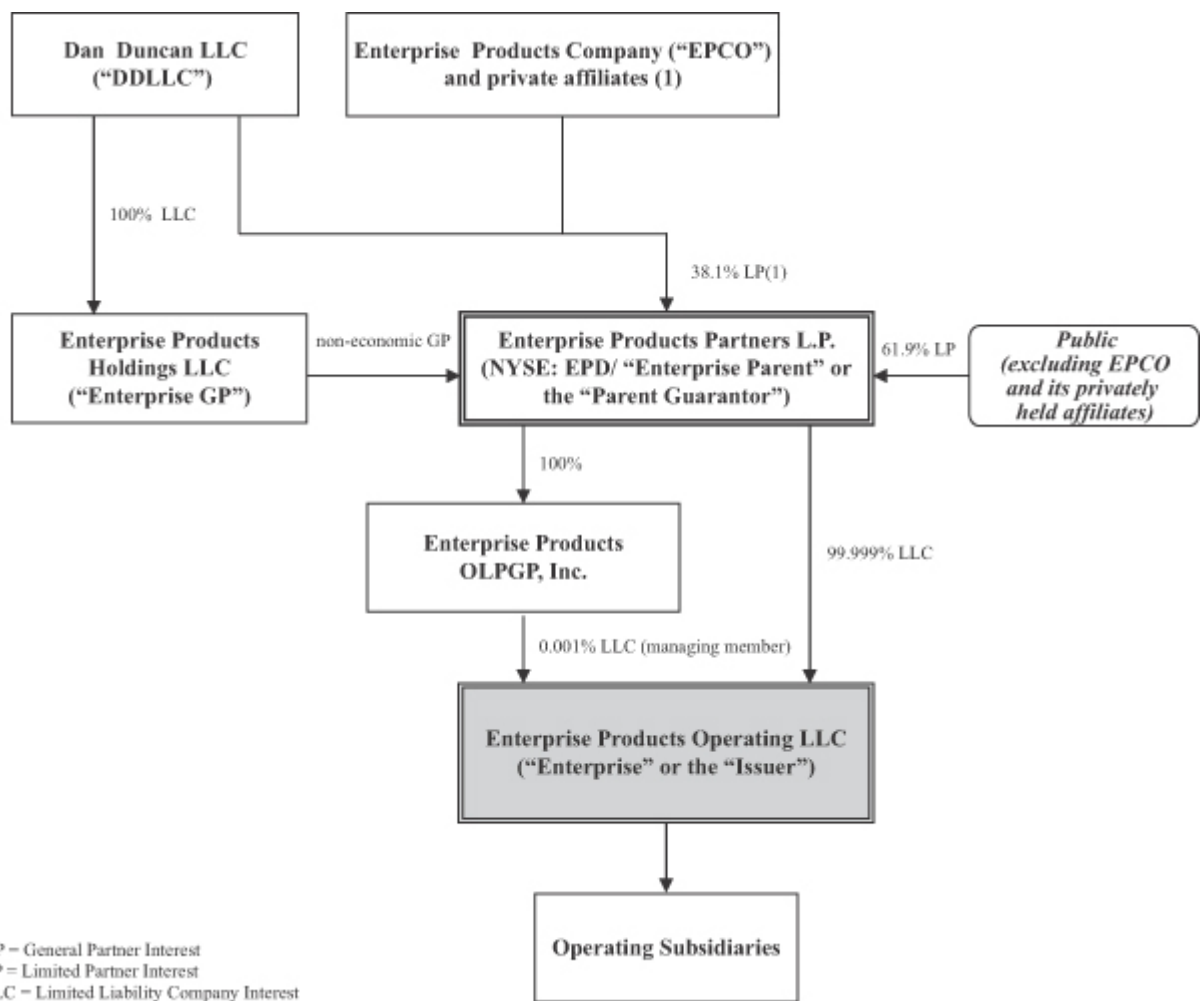 Dan Duncan LLC
(“DDLLC”)
Enterprise Products Company (“EPCO”)
and private affiliates (1)
100% LLC
38.1% LP(1)
Enterprise Products
Holdings LLC
(“Enterprise GP”)
non-economic GP
Enterprise Products Partners L.P.
(NYSE: EPD/ “Enterprise Parent” or
the “Parent Guarantor”)
61.9% LP
Public
(excluding EPCO
and its privately
held affiliates)
100%
Enterprise Products
OLPGP, Inc.
99.999% LLC
0.001% LLC (managing member)
Enterprise Products Operating LLC
(“Enterprise” or the “Issuer”)
Operating Subsidiaries
P = General Partner Interest
P = Limited Partner Interest
LC = Limited Liability Company Interest